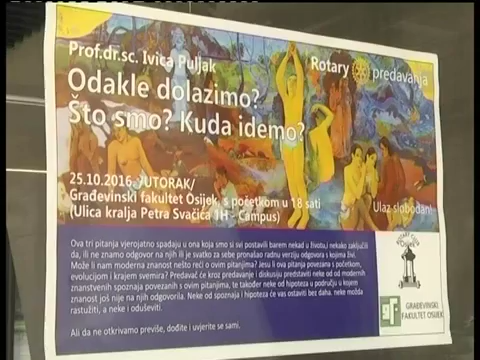 Prof.dr.sc. Ivica Puljak
Rotary predavanja
Odakle dolazimo?
Što smo? Kuda idemo?
25.10.2016. /UTORAK/
Građevinski fakultet Osijek, s početkom u 18 sati
(Ulica kralja Petra Svačića 1H - Campus)
Ulaz slobodan!
Ova tri pitanja vjerojatno spadaju u ona koja smo si svi postavili barem nekad u životu,i nekako zaključili
da, ili ne znamo odgovor na njih ili je svatko za sebe pronašao radnu verziju odgovora s kojima živi.
Može li nam moderna znanost nešto reći o ovim pitanjima? Jesu li ova pitanja povezana s početkom,
evolucijom i krajem svemira? Predavač će kroz predavanje i diskusiju predstaviti neke od od modernih
znanstvenih spoznaja povezanih s ovim pitanjima, te također neke od hipoteza u području u kojem
znanost još nije na njih odgovorila. Neke od spoznaja i hipoteza će vas ostaviti bez daha, neke možda
rastužiti, a neke i oduševiti.
Ali da ne otkrivamo previše, dođite i uvjerite se sami.
ROTARY CLUB
OSIJEK
gf
GRAĐEVINSKI
FAKULTET OSIJEK